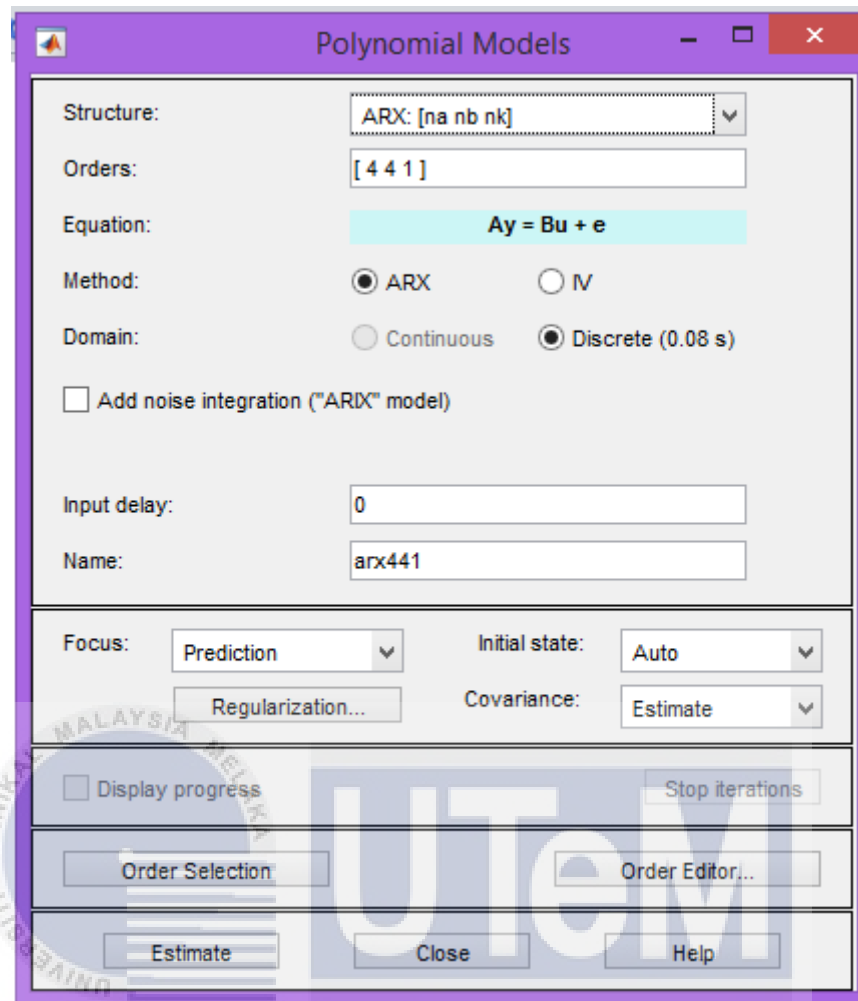 Polynomial Models
Structure: ARX: [na nb nk]
Orders: [ 4 4 1 ]
Equation: Ay = Bu + e
Method: ARX IV
Domain: Continuous Discrete (0.08 s)
Add noise integration ("ARIX" model)
Input delay: 0
Name: arx441
Focus: Prediction Initial state: Auto
Regularization... Covariance: Estimate
MALAYSIA MELAKA
Display progress Stop iterations
UTeM
Order Selection Order Editor...
Estimate Close Help